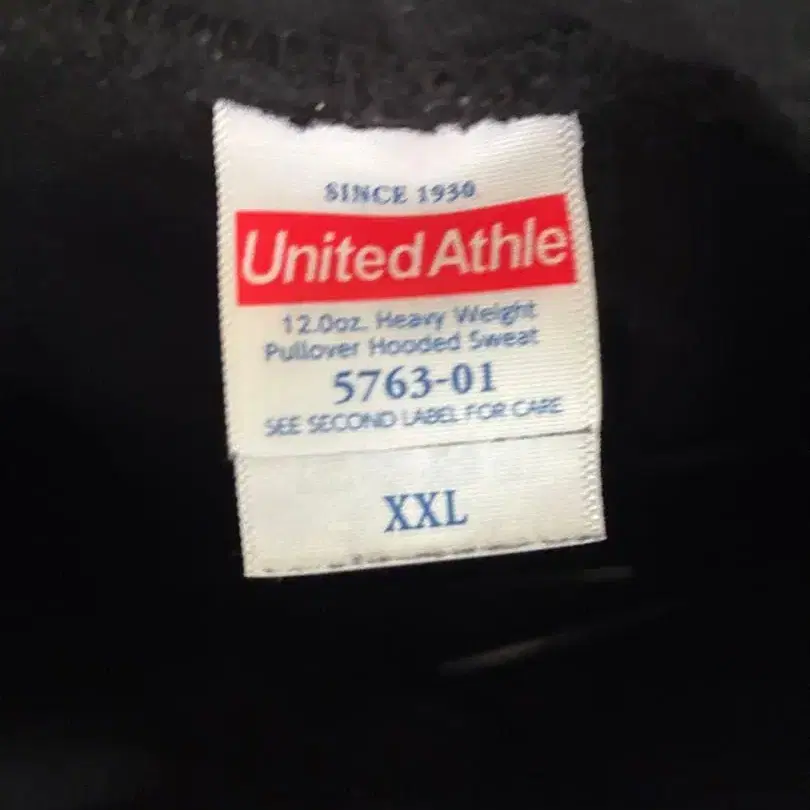 SINCE 1930
United Athle
12.0oz. Heavy Weight
Pullover Hooded Sweat
5763-01
SEE SECOND LABEL FOR CARE
XXL